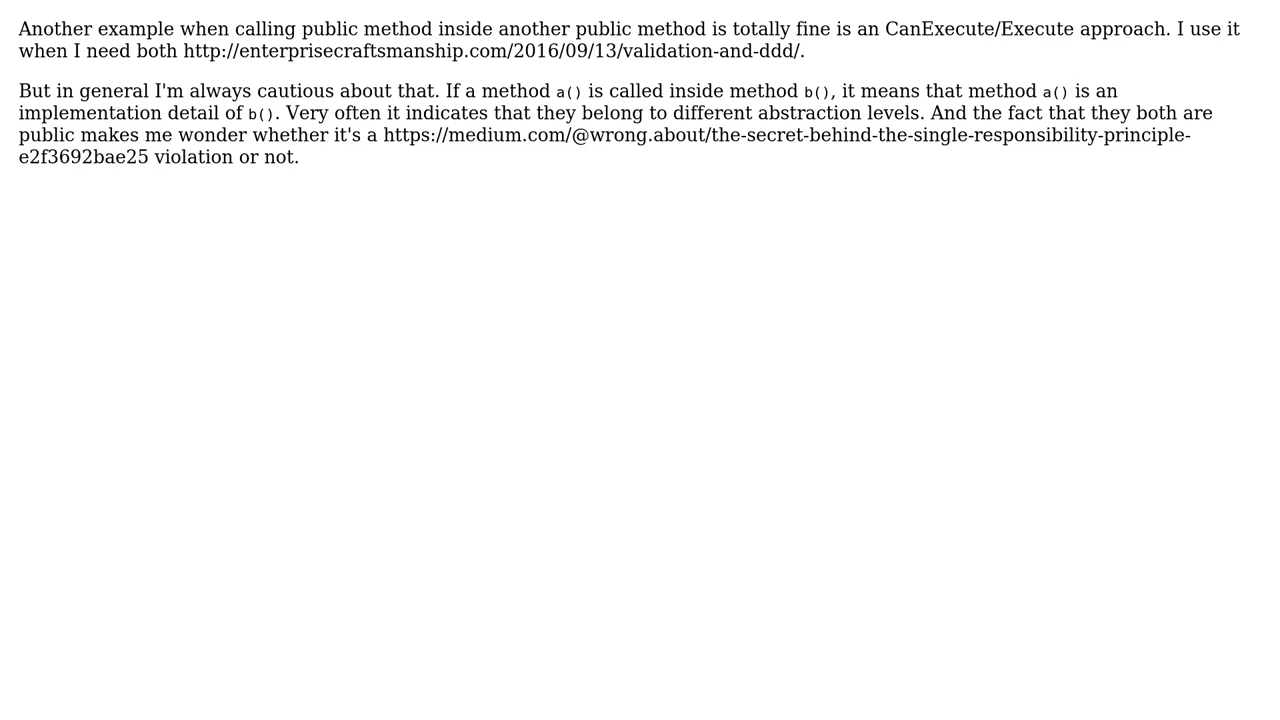 Another example when calling public method inside another public method is totally fine is an CanExecute/Execute approach. I use it
when I need both http://enterprisecraftsmanship.com/2016/09/13/validation-and-ddd/.
But in general I'm always cautious about that. If a method a() is called inside method b(), it means that method a() is an
implementation detail of b(). Very often it indicates that they belong to different abstraction levels. And the fact that they both are
public makes me wonder whether it's a https://medium.com/@wrong.about/the-secret-behind-the-single-responsibility-principle-
e2f3692bae25 violation or not.